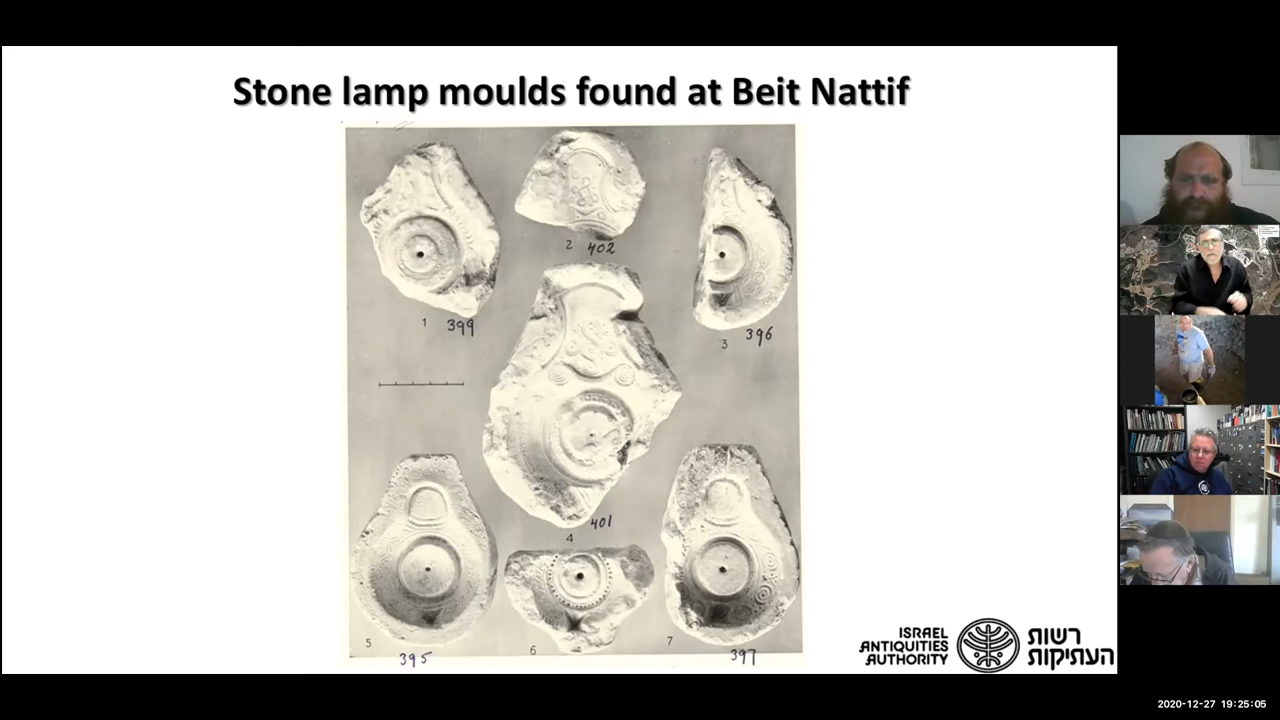 Stone lamp moulds found at Beit Nattif
1 399
2 402
3 396
4 401
5 395
6
7 397
ISRAEL
ANTIQUITIES
AUTHORITY
רשות
העתיקות
2020-12-27 19:25:05